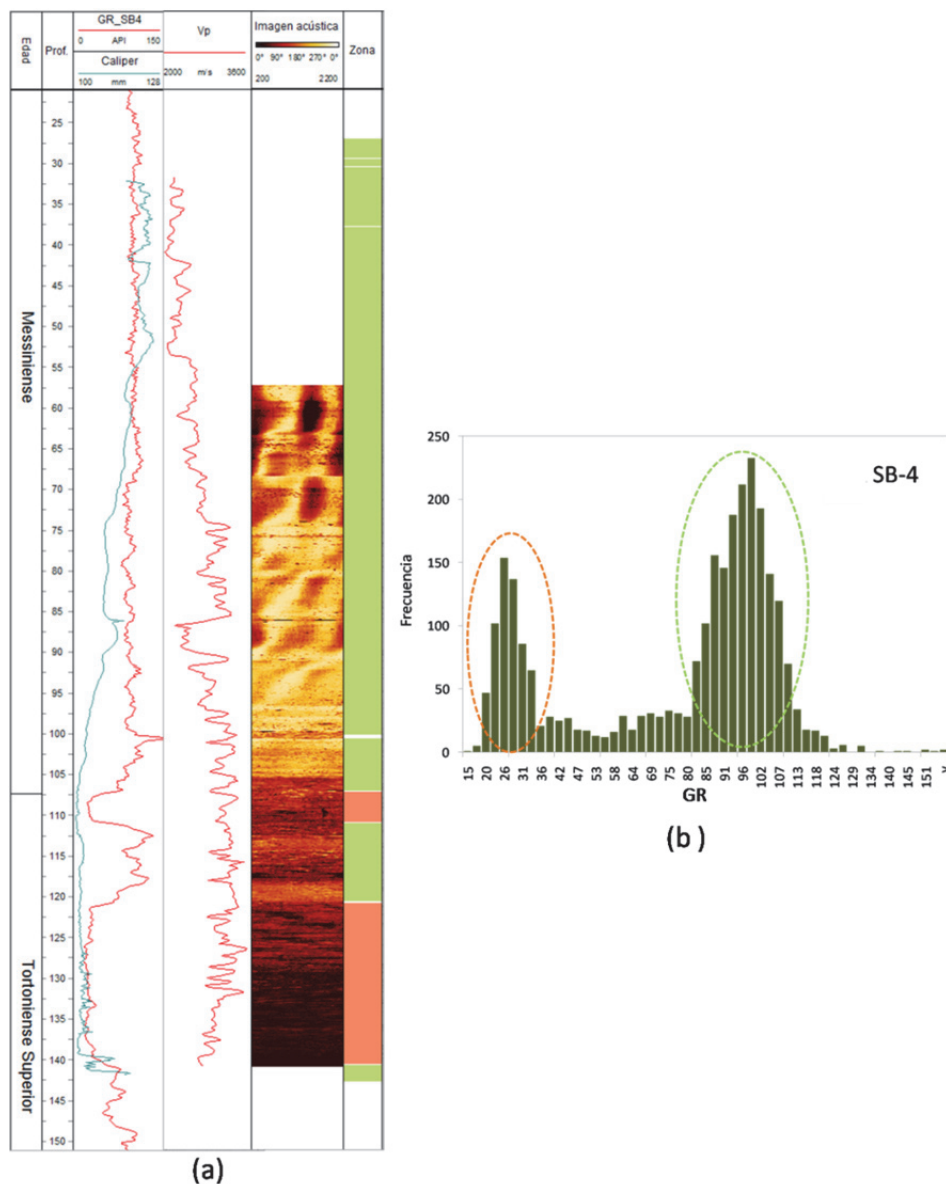 Edad
Prof.
GR_SB4
0 API 150
Caliper
100 mm 128
Vp
2000 m/s 3600
Imagen acústica
0° 90° 180° 270° 0°
200 2200
Zona
Messiniense
Tortoniense Superior
25
30
35
40
45
50
55
60
65
70
75
80
85
90
95
100
105
110
115
120
125
130
135
140
145
150
(a)
SB-4
Frecuencia
250
200
150
100
50
0
15 20 26 31 36 42 47 53 58 64 69 75 80 85 91 96 102 107 113 118 124 129 134 140 145 151
GR
(b )